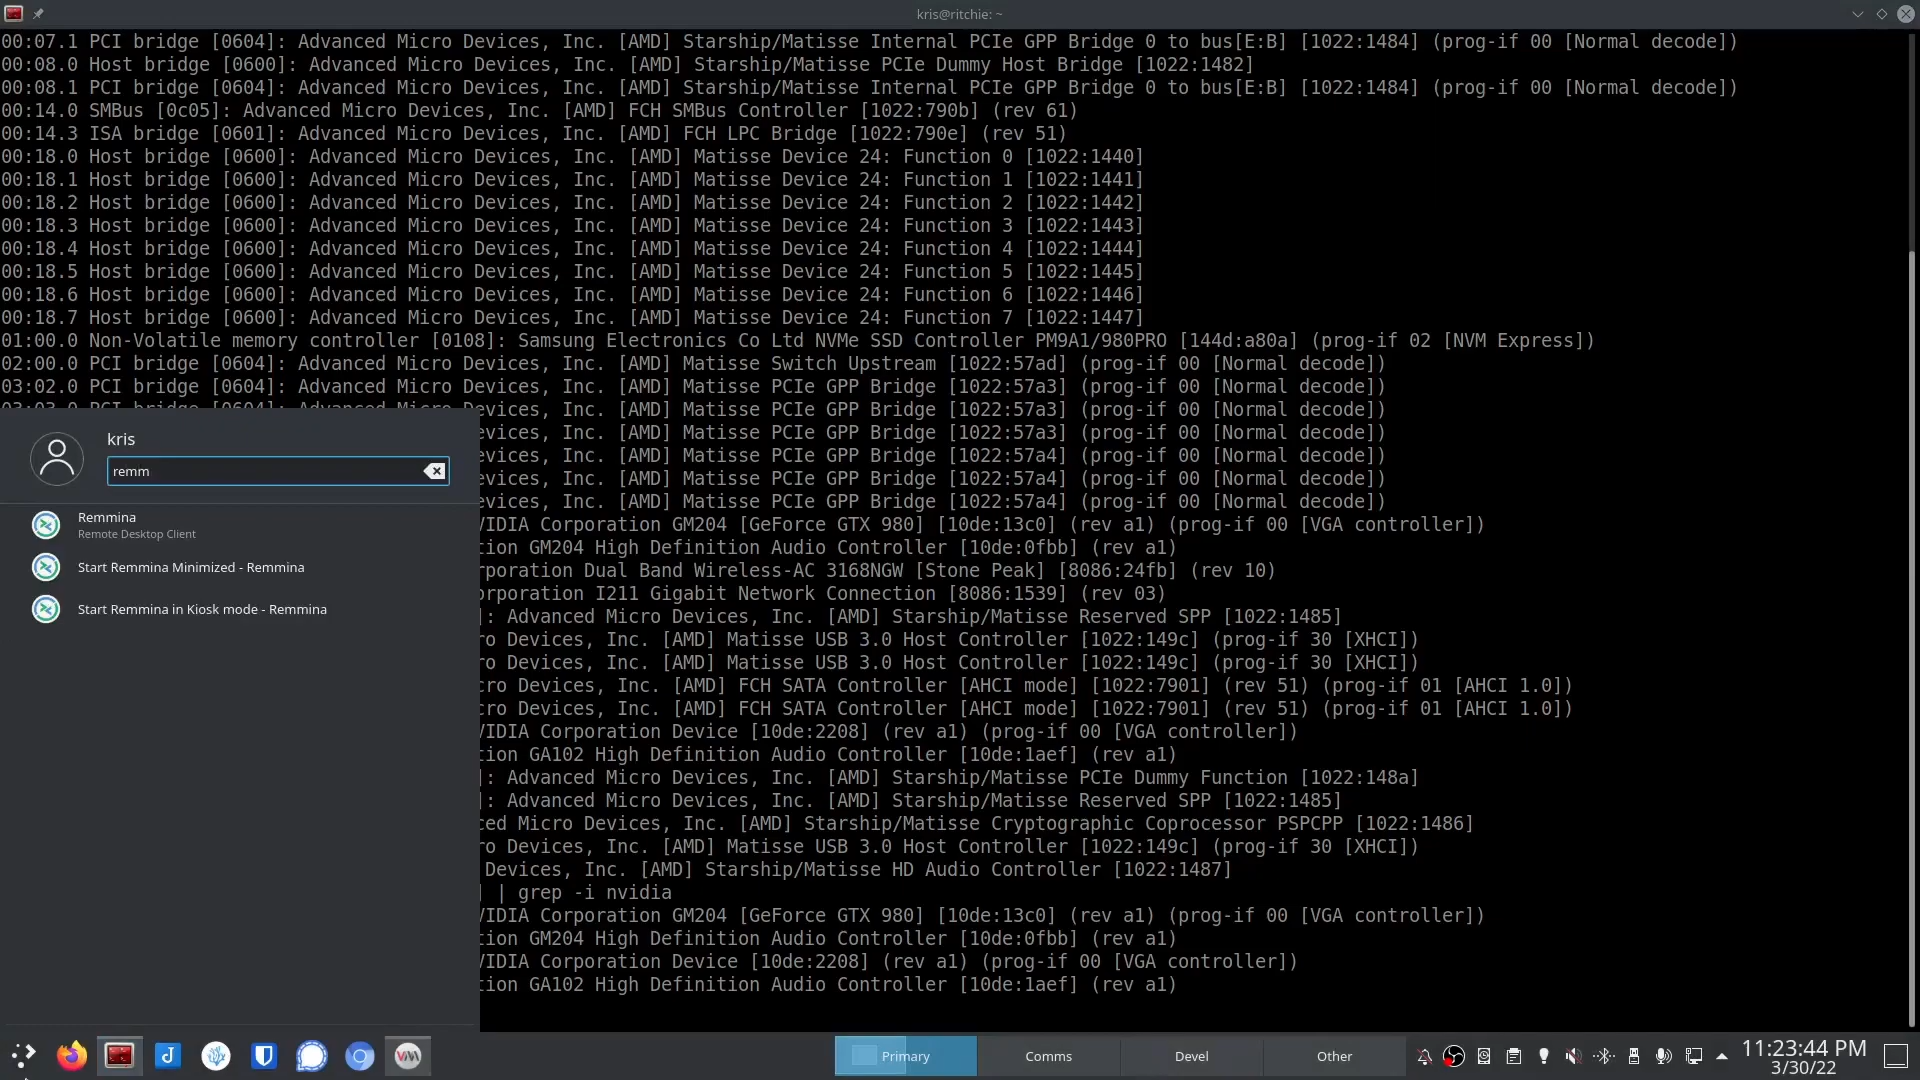 kris@ritchie: ~
00:07.1 PCI bridge [0604]: Advanced Micro Devices, Inc. [AMD] Starship/Matisse Internal PCIe GPP Bridge 0 to bus[E:B] [1022:1484] (prog-if 00 [Normal decode])
00:08.0 Host bridge [0600]: Advanced Micro Devices, Inc. [AMD] Starship/Matisse PCIe Dummy Host Bridge [1022:1482]
00:08.1 PCI bridge [0604]: Advanced Micro Devices, Inc. [AMD] Starship/Matisse Internal PCIe GPP Bridge 0 to bus[E:B] [1022:1484] (prog-if 00 [Normal decode])
00:14.0 SMBus [0c05]: Advanced Micro Devices, Inc. [AMD] FCH SMBus Controller [1022:790b] (rev 61)
00:14.3 ISA bridge [0601]: Advanced Micro Devices, Inc. [AMD] FCH LPC Bridge [1022:790e] (rev 51)
00:18.0 Host bridge [0600]: Advanced Micro Devices, Inc. [AMD] Matisse Device 24: Function 0 [1022:1440]
00:18.1 Host bridge [0600]: Advanced Micro Devices, Inc. [AMD] Matisse Device 24: Function 1 [1022:1441]
00:18.2 Host bridge [0600]: Advanced Micro Devices, Inc. [AMD] Matisse Device 24: Function 2 [1022:1442]
00:18.3 Host bridge [0600]: Advanced Micro Devices, Inc. [AMD] Matisse Device 24: Function 3 [1022:1443]
00:18.4 Host bridge [0600]: Advanced Micro Devices, Inc. [AMD] Matisse Device 24: Function 4 [1022:1444]
00:18.5 Host bridge [0600]: Advanced Micro Devices, Inc. [AMD] Matisse Device 24: Function 5 [1022:1445]
00:18.6 Host bridge [0600]: Advanced Micro Devices, Inc. [AMD] Matisse Device 24: Function 6 [1022:1446]
00:18.7 Host bridge [0600]: Advanced Micro Devices, Inc. [AMD] Matisse Device 24: Function 7 [1022:1447]
01:00.0 Non-Volatile memory controller [0108]: Samsung Electronics Co Ltd NVMe SSD Controller PM9A1/980PRO [144d:a80a] (prog-if 02 [NVM Express])
02:00.0 PCI bridge [0604]: Advanced Micro Devices, Inc. [AMD] Matisse Switch Upstream [1022:57ad] (prog-if 00 [Normal decode])
03:02.0 PCI bridge [0604]: Advanced Micro Devices, Inc. [AMD] Matisse PCIe GPP Bridge [1022:57a3] (prog-if 00 [Normal decode])
03:03.0 PCI bridge [0604]: Advanced Micro Devices, Inc. [AMD] Matisse PCIe GPP Bridge [1022:57a3] (prog-if 00 [Normal decode])
evices, Inc. [AMD] Matisse PCIe GPP Bridge [1022:57a3] (prog-if 00 [Normal decode])
evices, Inc. [AMD] Matisse PCIe GPP Bridge [1022:57a4] (prog-if 00 [Normal decode])
evices, Inc. [AMD] Matisse PCIe GPP Bridge [1022:57a4] (prog-if 00 [Normal decode])
evices, Inc. [AMD] Matisse PCIe GPP Bridge [1022:57a4] (prog-if 00 [Normal decode])
VIDIA Corporation GM204 [GeForce GTX 980] [10de:13c0] (rev a1) (prog-if 00 [VGA controller])
tion GM204 High Definition Audio Controller [10de:0fbb] (rev a1)
rporation Dual Band Wireless-AC 3168NGW [Stone Peak] [8086:24fb] (rev 10)
orporation I211 Gigabit Network Connection [8086:1539] (rev 03)
]: Advanced Micro Devices, Inc. [AMD] Starship/Matisse Reserved SPP [1022:1485]
ro Devices, Inc. [AMD] Matisse USB 3.0 Host Controller [1022:149c] (prog-if 30 [XHCI])
ro Devices, Inc. [AMD] Matisse USB 3.0 Host Controller [1022:149c] (prog-if 30 [XHCI])
cro Devices, Inc. [AMD] FCH SATA Controller [AHCI mode] [1022:7901] (rev 51) (prog-if 01 [AHCI 1.0])
cro Devices, Inc. [AMD] FCH SATA Controller [AHCI mode] [1022:7901] (rev 51) (prog-if 01 [AHCI 1.0])
VIDIA Corporation Device [10de:2208] (rev a1) (prog-if 00 [VGA controller])
tion GA102 High Definition Audio Controller [10de:1aef] (rev a1)
]: Advanced Micro Devices, Inc. [AMD] Starship/Matisse PCIe Dummy Function [1022:148a]
]: Advanced Micro Devices, Inc. [AMD] Starship/Matisse Reserved SPP [1022:1485]
ced Micro Devices, Inc. [AMD] Starship/Matisse Cryptographic Coprocessor PSPCPP [1022:1486]
ro Devices, Inc. [AMD] Matisse USB 3.0 Host Controller [1022:149c] (prog-if 30 [XHCI])
Devices, Inc. [AMD] Starship/Matisse HD Audio Controller [1022:1487]
| grep -i nvidia
VIDIA Corporation GM204 [GeForce GTX 980] [10de:13c0] (rev a1) (prog-if 00 [VGA controller])
tion GM204 High Definition Audio Controller [10de:0fbb] (rev a1)
VIDIA Corporation Device [10de:2208] (rev a1) (prog-if 00 [VGA controller])
tion GA102 High Definition Audio Controller [10de:1aef] (rev a1)
kris
remm
Remmina
Remote Desktop Client
Start Remmina Minimized - Remmina
Start Remmina in Kiosk mode - Remmina
Primary
Comms
Devel
Other
11:23:44 PM
3/30/22